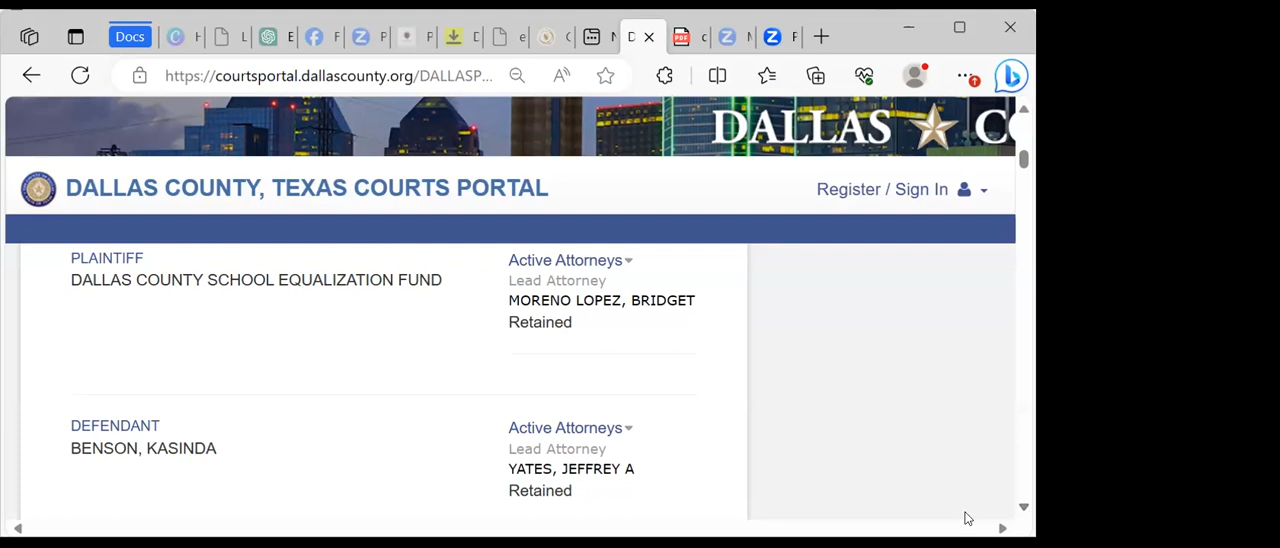 Docs
H
L
E
F
P
P
D
e
C
N
D
c
N
F
https://courtsportal.dallascounty.org/DALLASP...
DALLAS CO
DALLAS COUNTY, TEXAS COURTS PORTAL
Register / Sign In
PLAINTIFF
DALLAS COUNTY SCHOOL EQUALIZATION FUND
Active Attorneys
Lead Attorney
MORENO LOPEZ, BRIDGET
Retained
DEFENDANT
BENSON, KASINDA
Active Attorneys
Lead Attorney
YATES, JEFFREY A
Retained